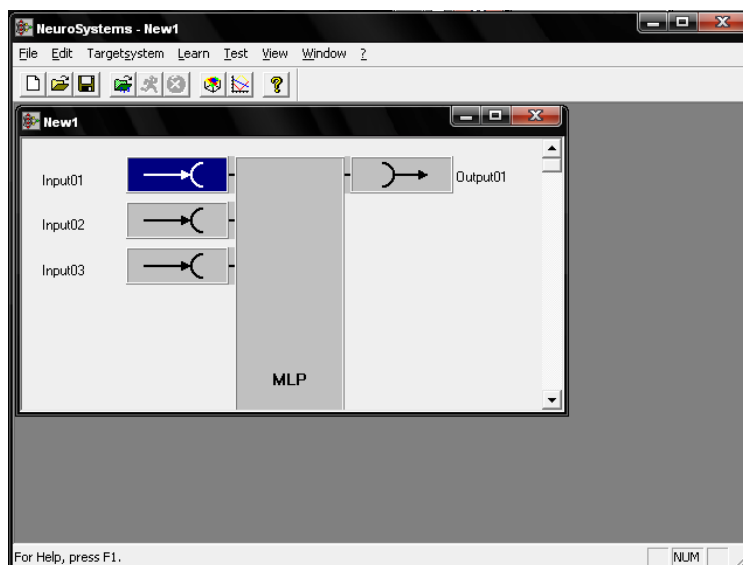 NeuroSystems - New1
File Edit Targetsystem Learn Test View Window ?
New1
Input01
Output01
Input02
Input03
MLP
For Help, press F1.
NUM